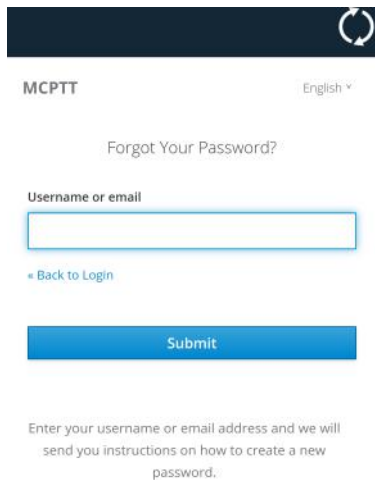 MCPTT
English ˅
Forgot Your Password?
Username or email
« Back to Login
Submit
Enter your username or email address and we will
send you instructions on how to create a new
password.